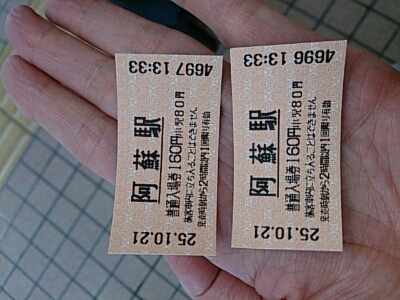 25.10.21
阿蘇駅
4697 13:33
普通入場券160円小児80円
旅客車内に立ち入ることはできません
発売時刻から2時間以内1回限り有効
25.10.21
阿蘇駅
4696 13:33
普通入場券160円小児80円
旅客車内に立ち入ることはできません
発売時刻から2時間以内1回限り有効